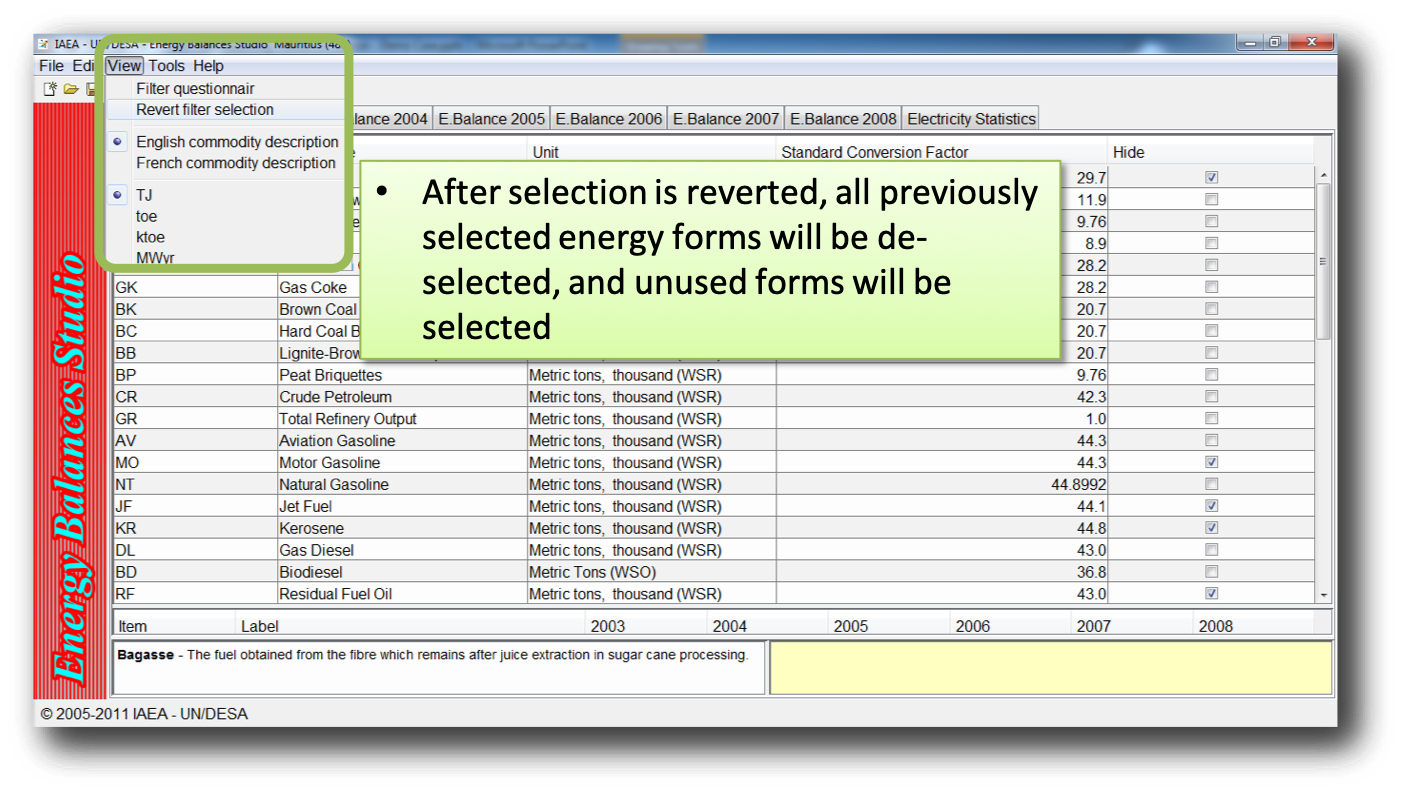 IAEA - UN/DESA - Energy Balances Studio Mauritius (48
File Edi View Tools Help
Filter questionnair
Revert filter selection
English commodity description
French commodity description
TJ
toe
ktoe
MWyr
lance 2004 E.Balance 2005 E.Balance 2006 E.Balance 2007 E.Balance 2008 Electricity Statistics
Unit Standard Conversion Factor Hide
29.7
11.9
9.76
8.9
28.2
• After selection is reverted, all previously
selected energy forms will be de-
selected, and unused forms will be
selected
GK Gas Coke 28.2
BK Brown Coal 20.7
BC Hard Coal B 20.7
BB Lignite-Brow 20.7
BP Peat Briquettes Metric tons, thousand (WSR) 9.76
CR Crude Petroleum Metric tons, thousand (WSR) 42.3
GR Total Refinery Output Metric tons, thousand (WSR) 1.0
AV Aviation Gasoline Metric tons, thousand (WSR) 44.3
MO Motor Gasoline Metric tons, thousand (WSR) 44.3
NT Natural Gasoline Metric tons, thousand (WSR) 44.8992
JF Jet Fuel Metric tons, thousand (WSR) 44.1
KR Kerosene Metric tons, thousand (WSR) 44.8
DL Gas Diesel Metric tons, thousand (WSR) 43.0
BD Biodiesel Metric Tons (WSO) 36.8
RF Residual Fuel Oil Metric tons, thousand (WSR) 43.0
Item Label 2003 2004 2005 2006 2007 2008
Bagasse - The fuel obtained from the fibre which remains after juice extraction in sugar cane processing.
Energy Balances Studio
© 2005-2011 IAEA - UN/DESA